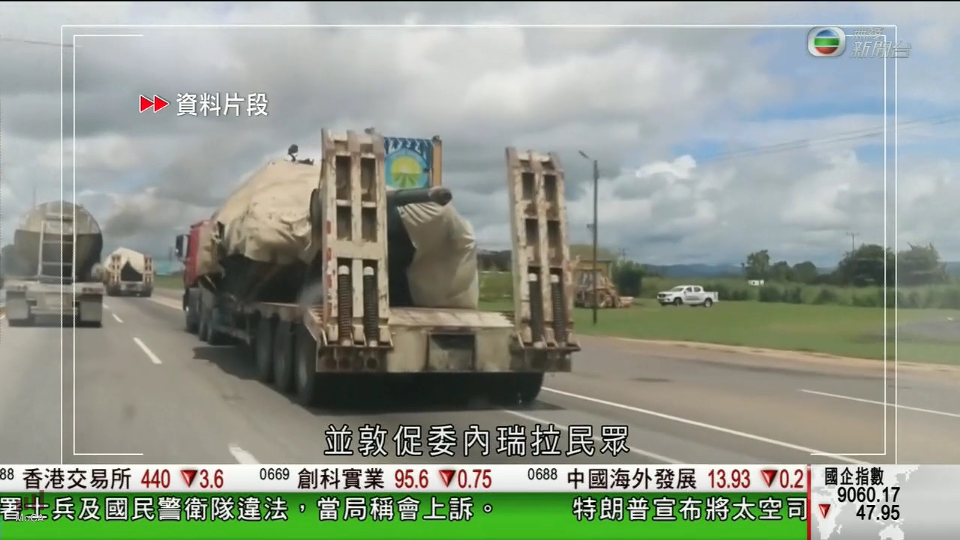 無綫新聞
資料片段
並敦促委內瑞拉民眾
388 香港交易所 440 ▼3.6 0669 創科實業 95.6 ▼0.75 0688 中國海外發展 13.93 ▼0.2
國企指數
9060.17
▼ 47.95
署士兵及國民警衛隊違法，當局稱會上訴。 特朗普宣布將太空司